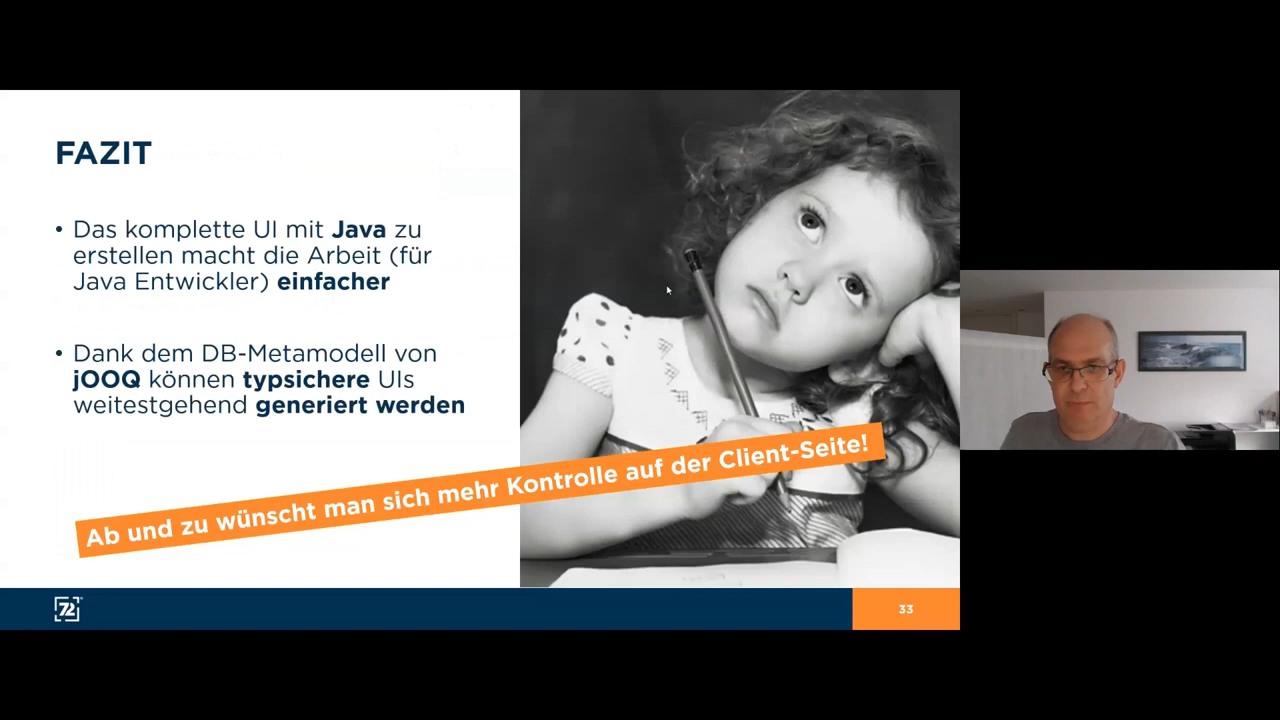 FAZIT
• Das komplette UI mit Java zu
erstellen macht die Arbeit (für
Java Entwickler) einfacher
• Dank dem DB-Metamodell von
jOOQ können typsichere UIs
weitestgehend generiert werden
Ab und zu wünscht man sich mehr Kontrolle auf der Client-Seite!
72
33